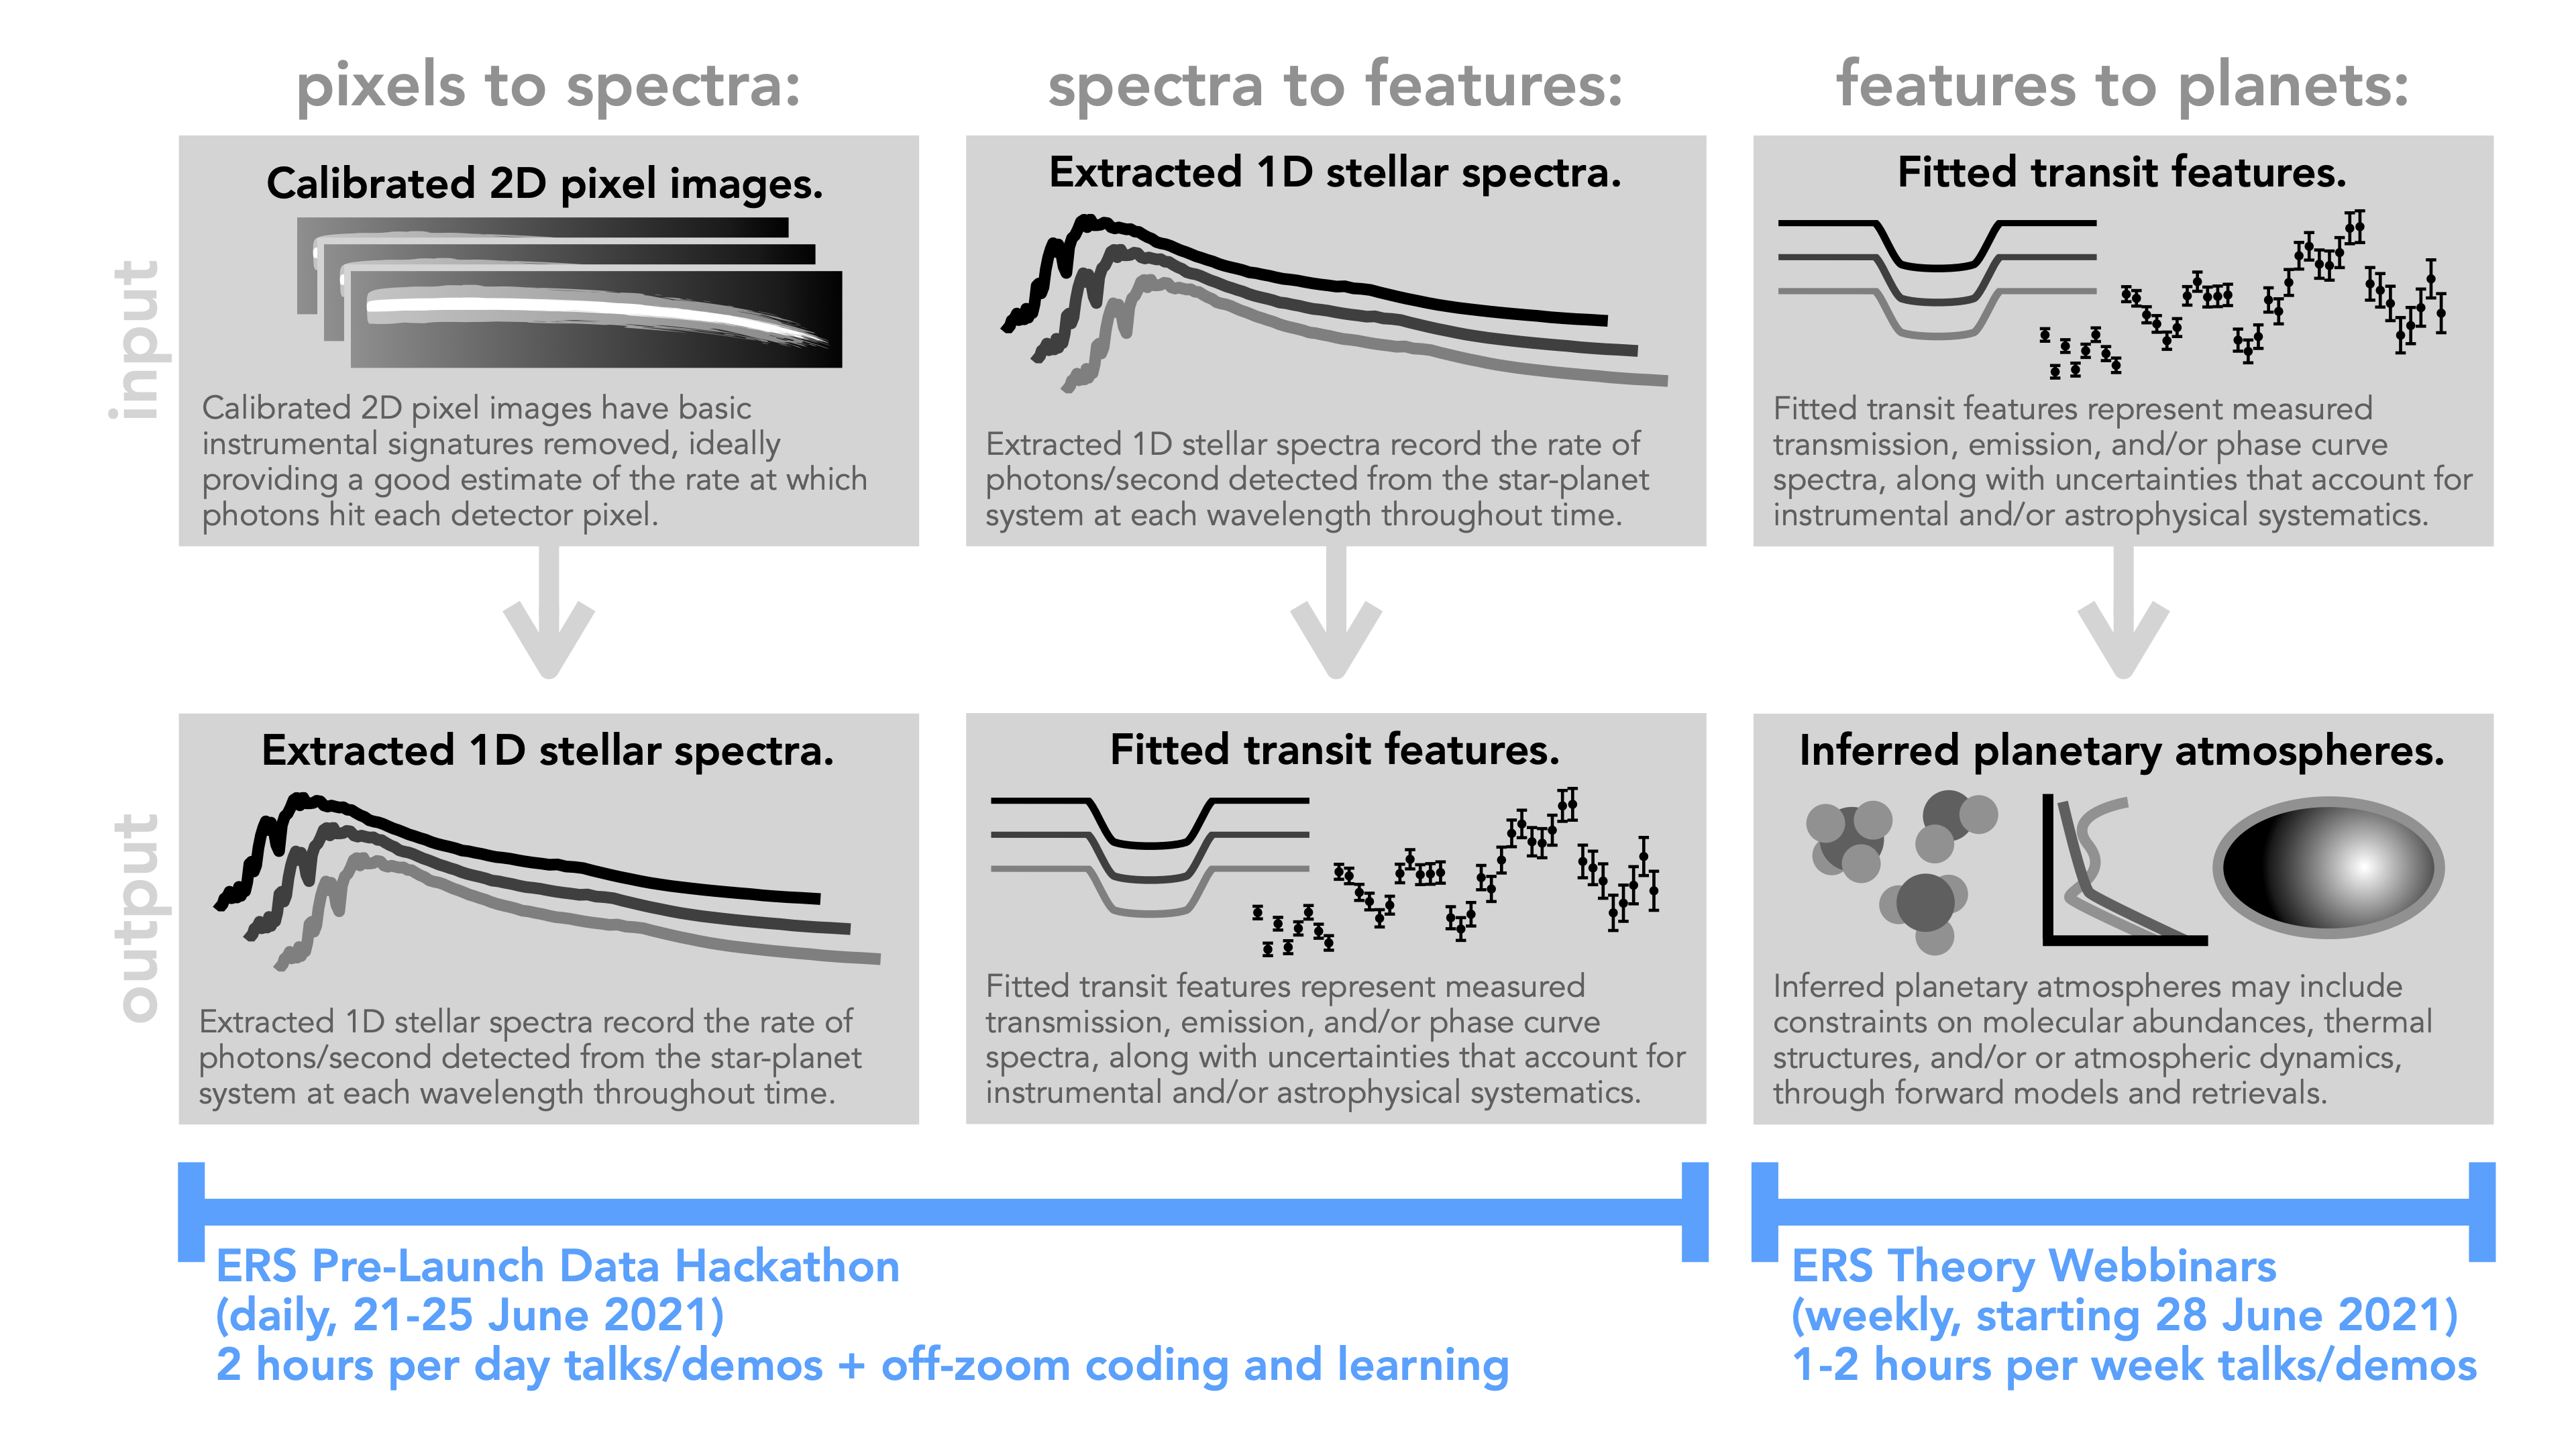 pixels to spectra:
spectra to features:
features to planets:
input
Calibrated 2D pixel images.
Calibrated 2D pixel images have basic
instrumental signatures removed, ideally
providing a good estimate of the rate at which
photons hit each detector pixel.
Extracted 1D stellar spectra.
Extracted 1D stellar spectra record the rate of
photons/second detected from the star-planet
system at each wavelength throughout time.
Fitted transit features.
Fitted transit features represent measured
transmission, emission, and/or phase curve
spectra, along with uncertainties that account for
instrumental and/or astrophysical systematics.
output
Extracted 1D stellar spectra.
Extracted 1D stellar spectra record the rate of
photons/second detected from the star-planet
system at each wavelength throughout time.
Fitted transit features.
Fitted transit features represent measured
transmission, emission, and/or phase curve
spectra, along with uncertainties that account for
instrumental and/or astrophysical systematics.
Inferred planetary atmospheres.
Inferred planetary atmospheres may include
constraints on molecular abundances, thermal
structures, and/or or atmospheric dynamics,
through forward models and retrievals.
ERS Pre-Launch Data Hackathon
(daily, 21-25 June 2021)
2 hours per day talks/demos + off-zoom coding and learning
ERS Theory Webbinars
(weekly, starting 28 June 2021)
1-2 hours per week talks/demos